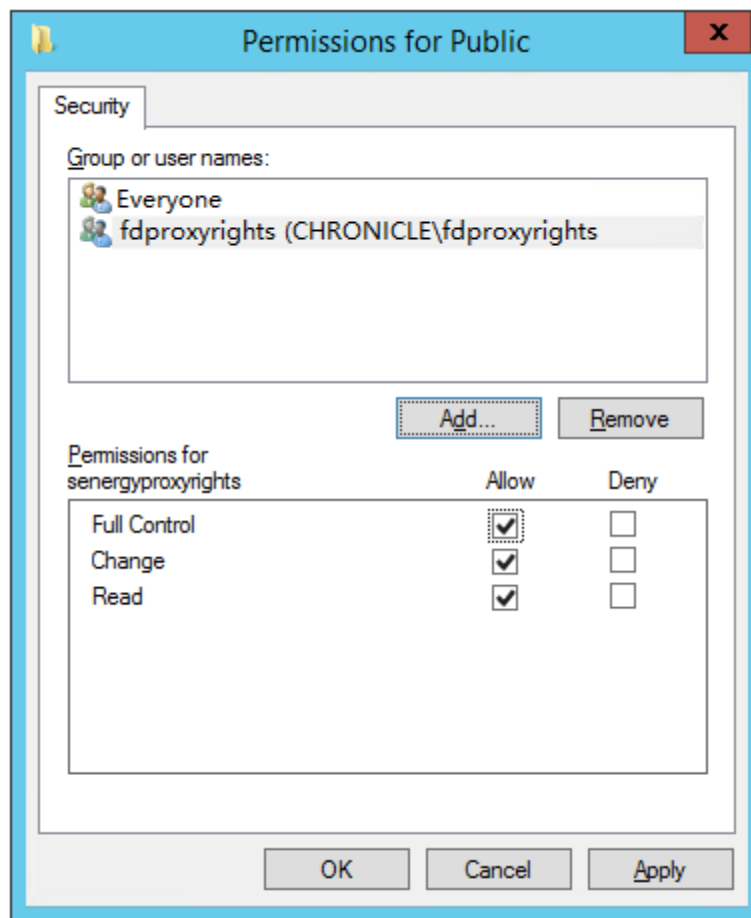 Permissions for Public
x
Security
Group or user names:
Everyone
fdproxyrights (CHRONICLE\fdproxyrights
Add... Remove
Permissions for
senergyproxyrights Allow Deny
Full Control
Change
Read
OK Cancel Apply